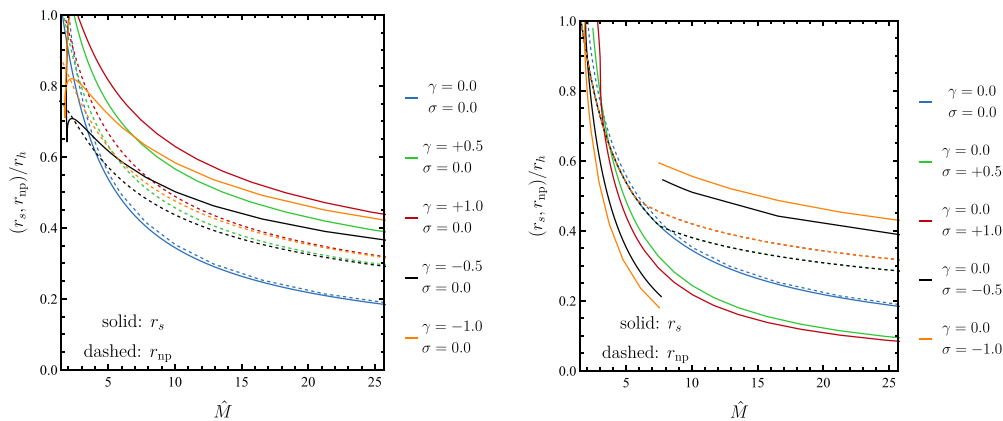 (r_s, r_np)/r_h
1.0
0.8
0.6
0.4
0.2
0.0
solid: r_s
dashed: r_np
5 10 15 20 25
M̂
γ = 0.0
σ = 0.0
γ = +0.5
σ = 0.0
γ = +1.0
σ = 0.0
γ = −0.5
σ = 0.0
γ = −1.0
σ = 0.0
(r_s, r_np)/r_h
1.0
0.8
0.6
0.4
0.2
0.0
solid: r_s
dashed: r_np
5 10 15 20 25
M̂
γ = 0.0
σ = 0.0
γ = 0.0
σ = +0.5
γ = 0.0
σ = +1.0
γ = 0.0
σ = −0.5
γ = 0.0
σ = −1.0